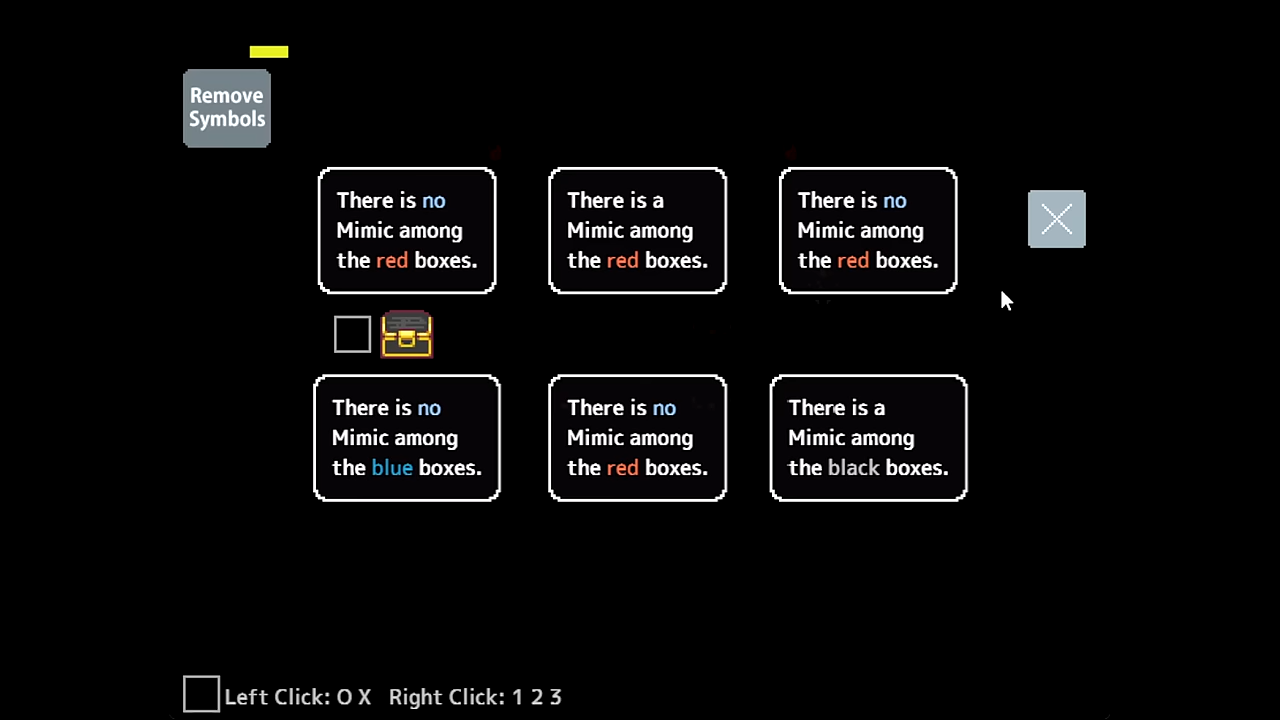 Remove
Symbols
There is no
Mimic among
the red boxes.
There is a
Mimic among
the red boxes.
There is no
Mimic among
the red boxes.
There is no
Mimic among
the blue boxes.
There is no
Mimic among
the red boxes.
There is a
Mimic among
the black boxes.
Left Click: O X Right Click: 1 2 3